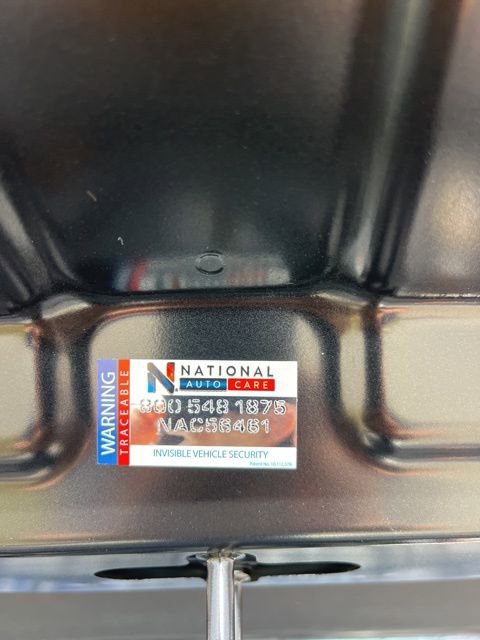 WARNING
TRACEABLE
N NATIONAL
AUTO CARE
800 548 1875
NAC56461
INVISIBLE VEHICLE SECURITY